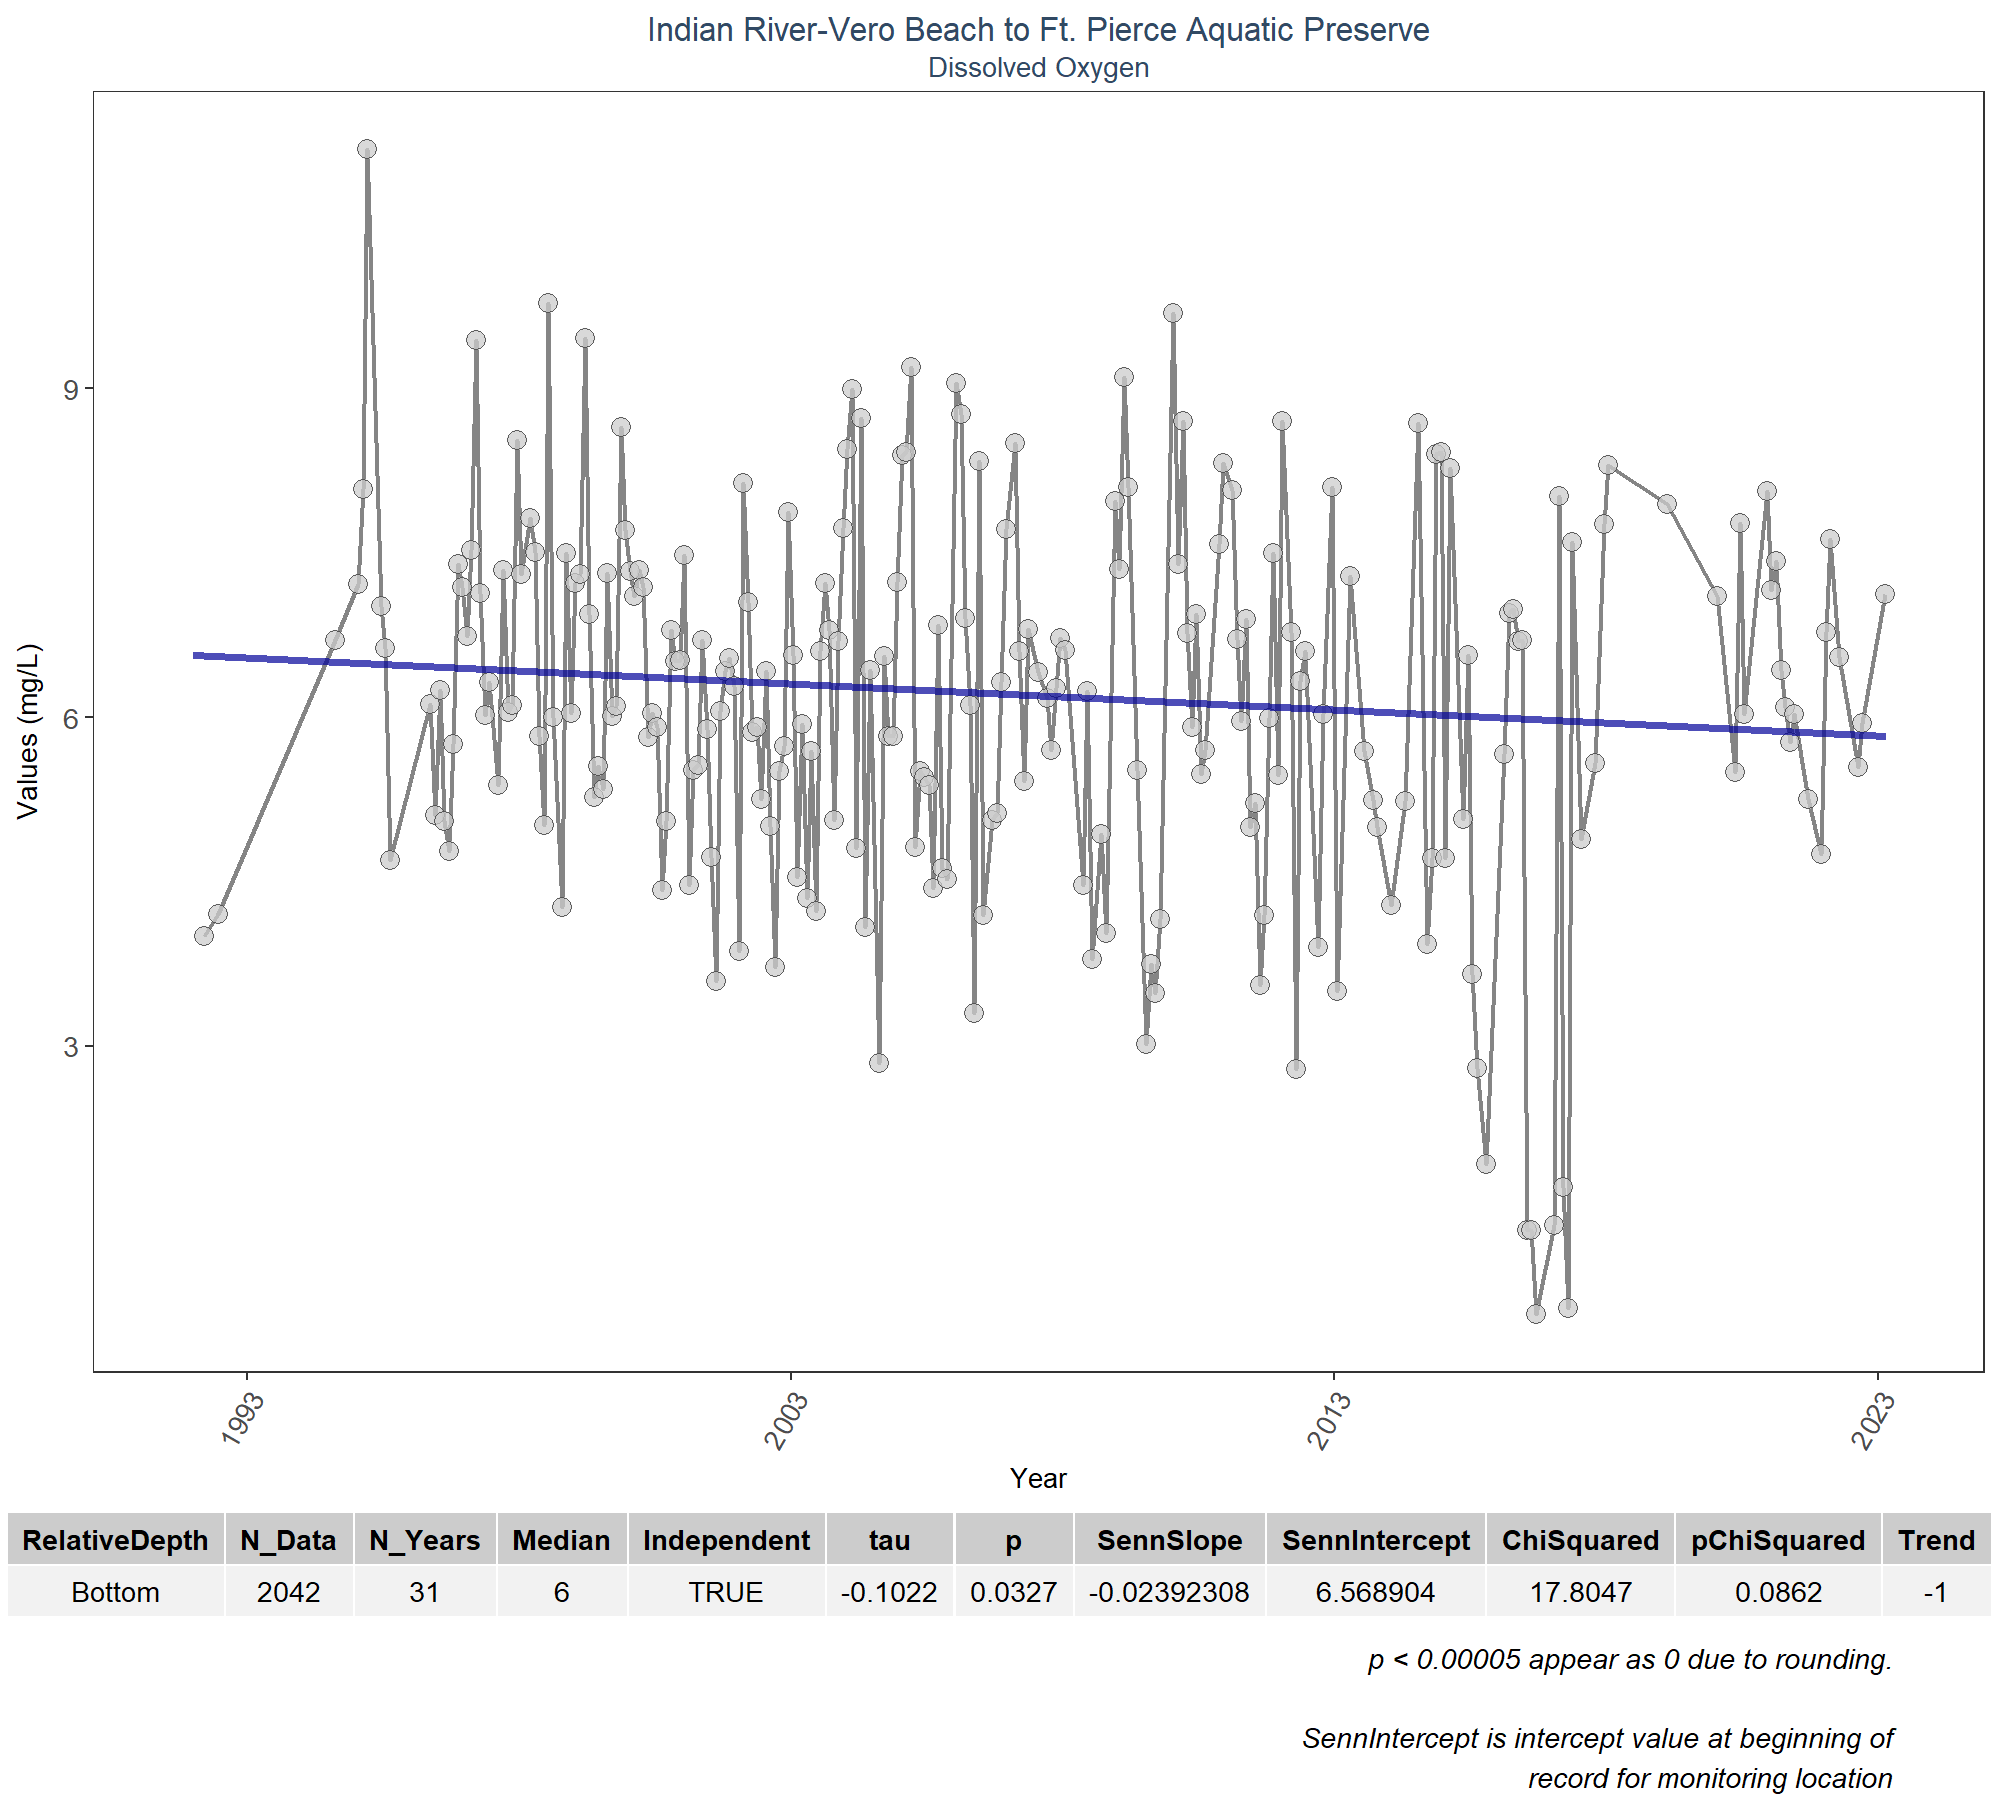 Indian River-Vero Beach to Ft. Pierce Aquatic Preserve
Dissolved Oxygen
Values (mg/L)
9
6
3
1993
2003
2013
2023
Year
RelativeDepth N_Data N_Years Median Independent tau p SennSlope SennIntercept ChiSquared pChiSquared Trend
Bottom 2042 31 6 TRUE -0.1022 0.0327 -0.02392308 6.568904 17.8047 0.0862 -1
p < 0.00005 appear as 0 due to rounding.
SennIntercept is intercept value at beginning of
record for monitoring location